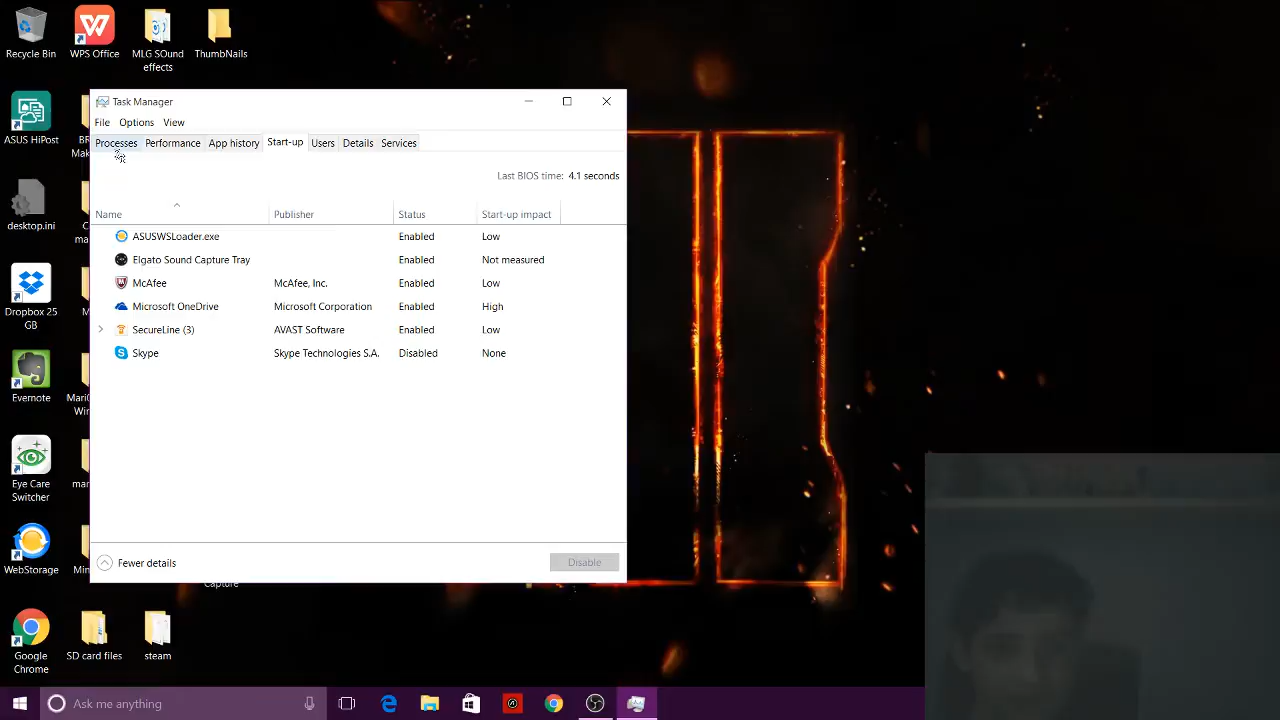 Recycle Bin
WPS Office
MLG SOund
effects
ThumbNails
ASUS HiPost
desktop.ini
Dropbox 25
GB
Evernote
Eye Care
Switcher
WebStorage
Google
Chrome
SD card files
steam
Task Manager
File Options View
Processes Performance App history Start-up Users Details Services
Last BIOS time: 4.1 seconds
Name Publisher Status Start-up impact
ASUSWSLoader.exe Enabled Low
Elgato Sound Capture Tray Enabled Not measured
McAfee McAfee, Inc. Enabled Low
Microsoft OneDrive Microsoft Corporation Enabled High
SecureLine (3) AVAST Software Enabled Low
Skype Skype Technologies S.A. Disabled None
Fewer details Disable
Ask me anything